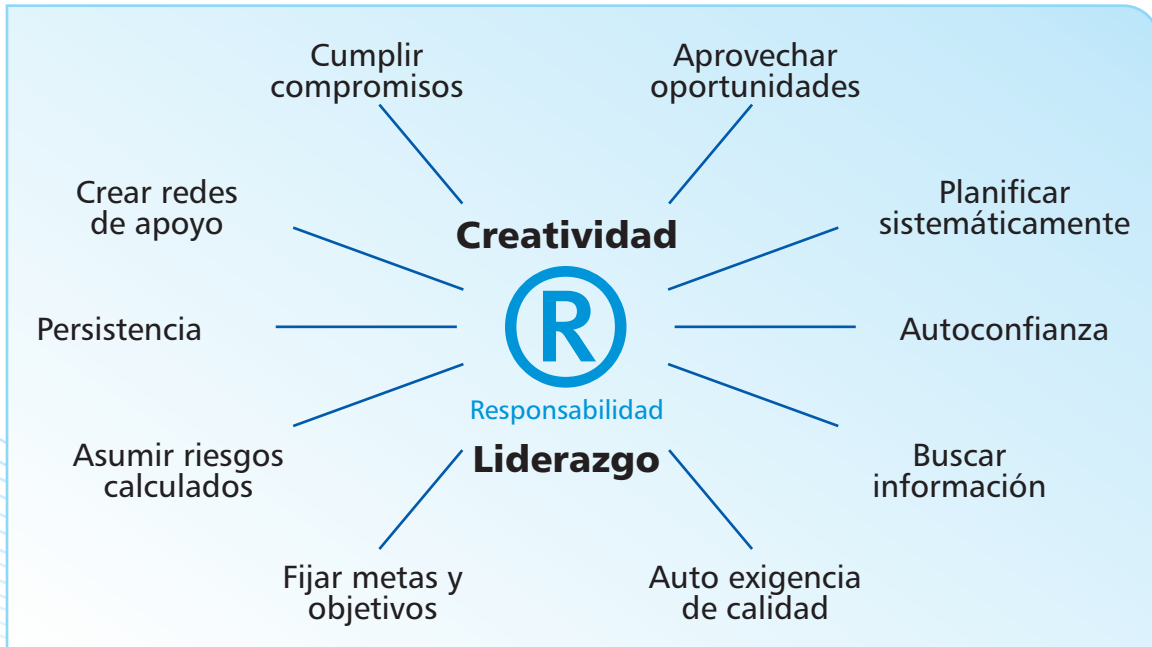 Cumplir
compromisos
Aprovechar
oportunidades
Crear redes
de apoyo
Planificar
sistemáticamente
Creatividad
Persistencia
®
Autoconfianza
Responsabilidad
Liderazgo
Asumir riesgos
calculados
Buscar
información
Fijar metas y
objetivos
Auto exigencia
de calidad